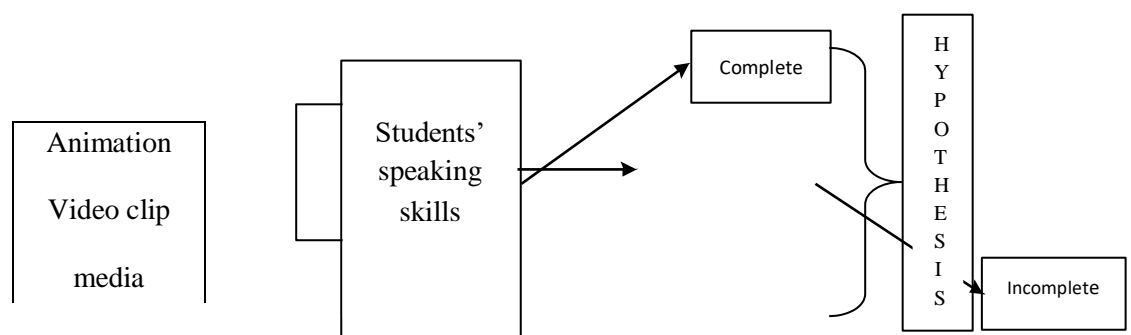 Animation
Video clip
media
Students’
speaking
skills
Complete
H
Y
P
O
T
H
E
S
I
S
Incomplete